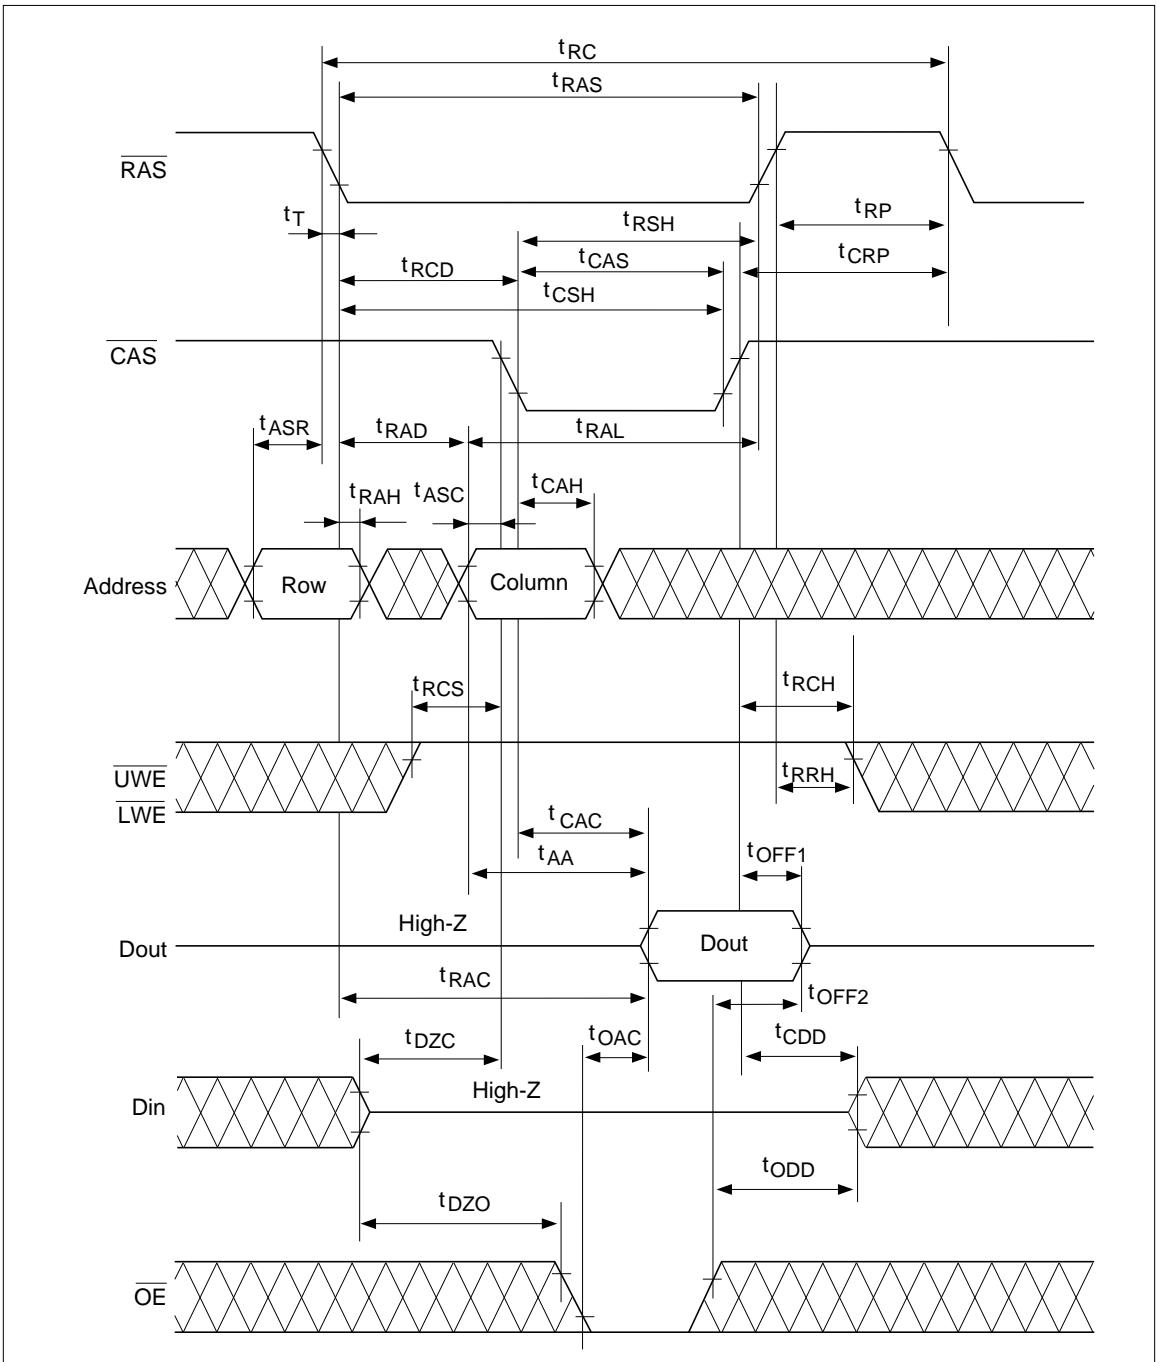 tRC
tRAS
RAS
tT
tRP
tRSH
tCRP
tRCD
tCAS
tCSH
CAS
tASR
tRAD
tRAL
tRAH
tASC
tCAH
Address
Row
Column
tRCS
tRCH
UWE
LWE
tRRH
tCAC
tAA
tOFF1
High-Z
Dout
Dout
tRAC
tOFF2
tDZC
tOAC
tCDD
High-Z
Din
tODD
tDZO
OE